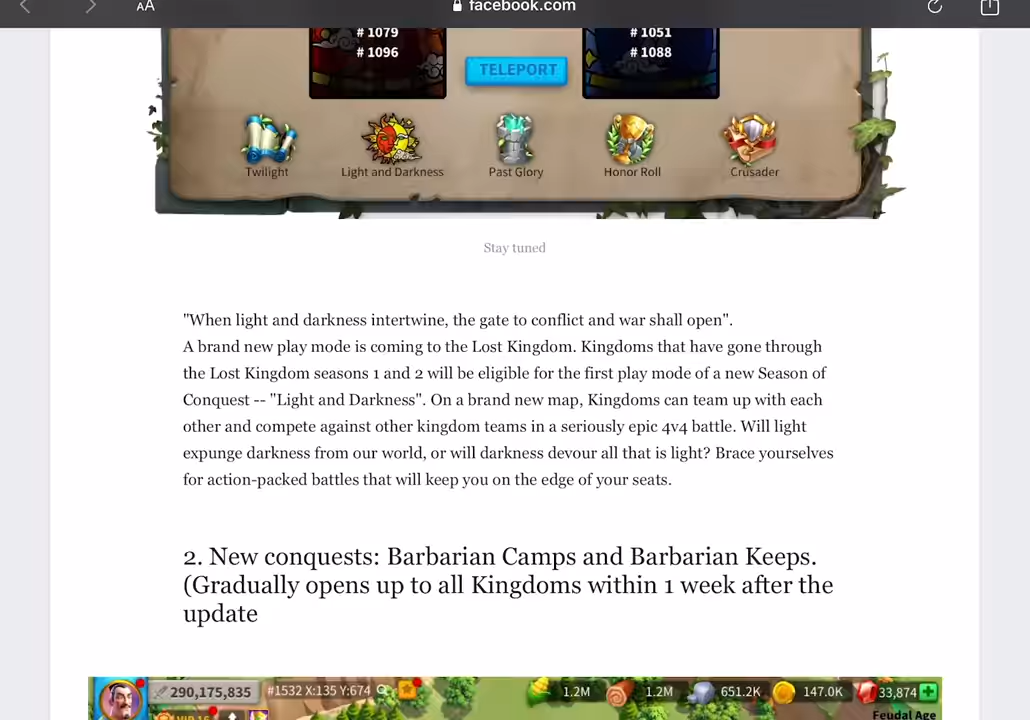 AA facebook.com
# 1079 # 1051
# 1096 # 1088
TELEPORT
Twilight Light and Darkness Past Glory Honor Roll Crusader
Stay tuned
"When light and darkness intertwine, the gate to conflict and war shall open".
A brand new play mode is coming to the Lost Kingdom. Kingdoms that have gone through
the Lost Kingdom seasons 1 and 2 will be eligible for the first play mode of a new Season of
Conquest -- "Light and Darkness". On a brand new map, Kingdoms can team up with each
other and compete against other kingdom teams in a seriously epic 4v4 battle. Will light
expunge darkness from our world, or will darkness devour all that is light? Brace yourselves
for action-packed battles that will keep you on the edge of your seats.
2. New conquests: Barbarian Camps and Barbarian Keeps.
(Gradually opens up to all Kingdoms within 1 week after the
update
290,175,835 #1532 X:135 Y:674 1.2M 1.2M 651.2K 147.0K 33,874
VIP 16 Feudal Age